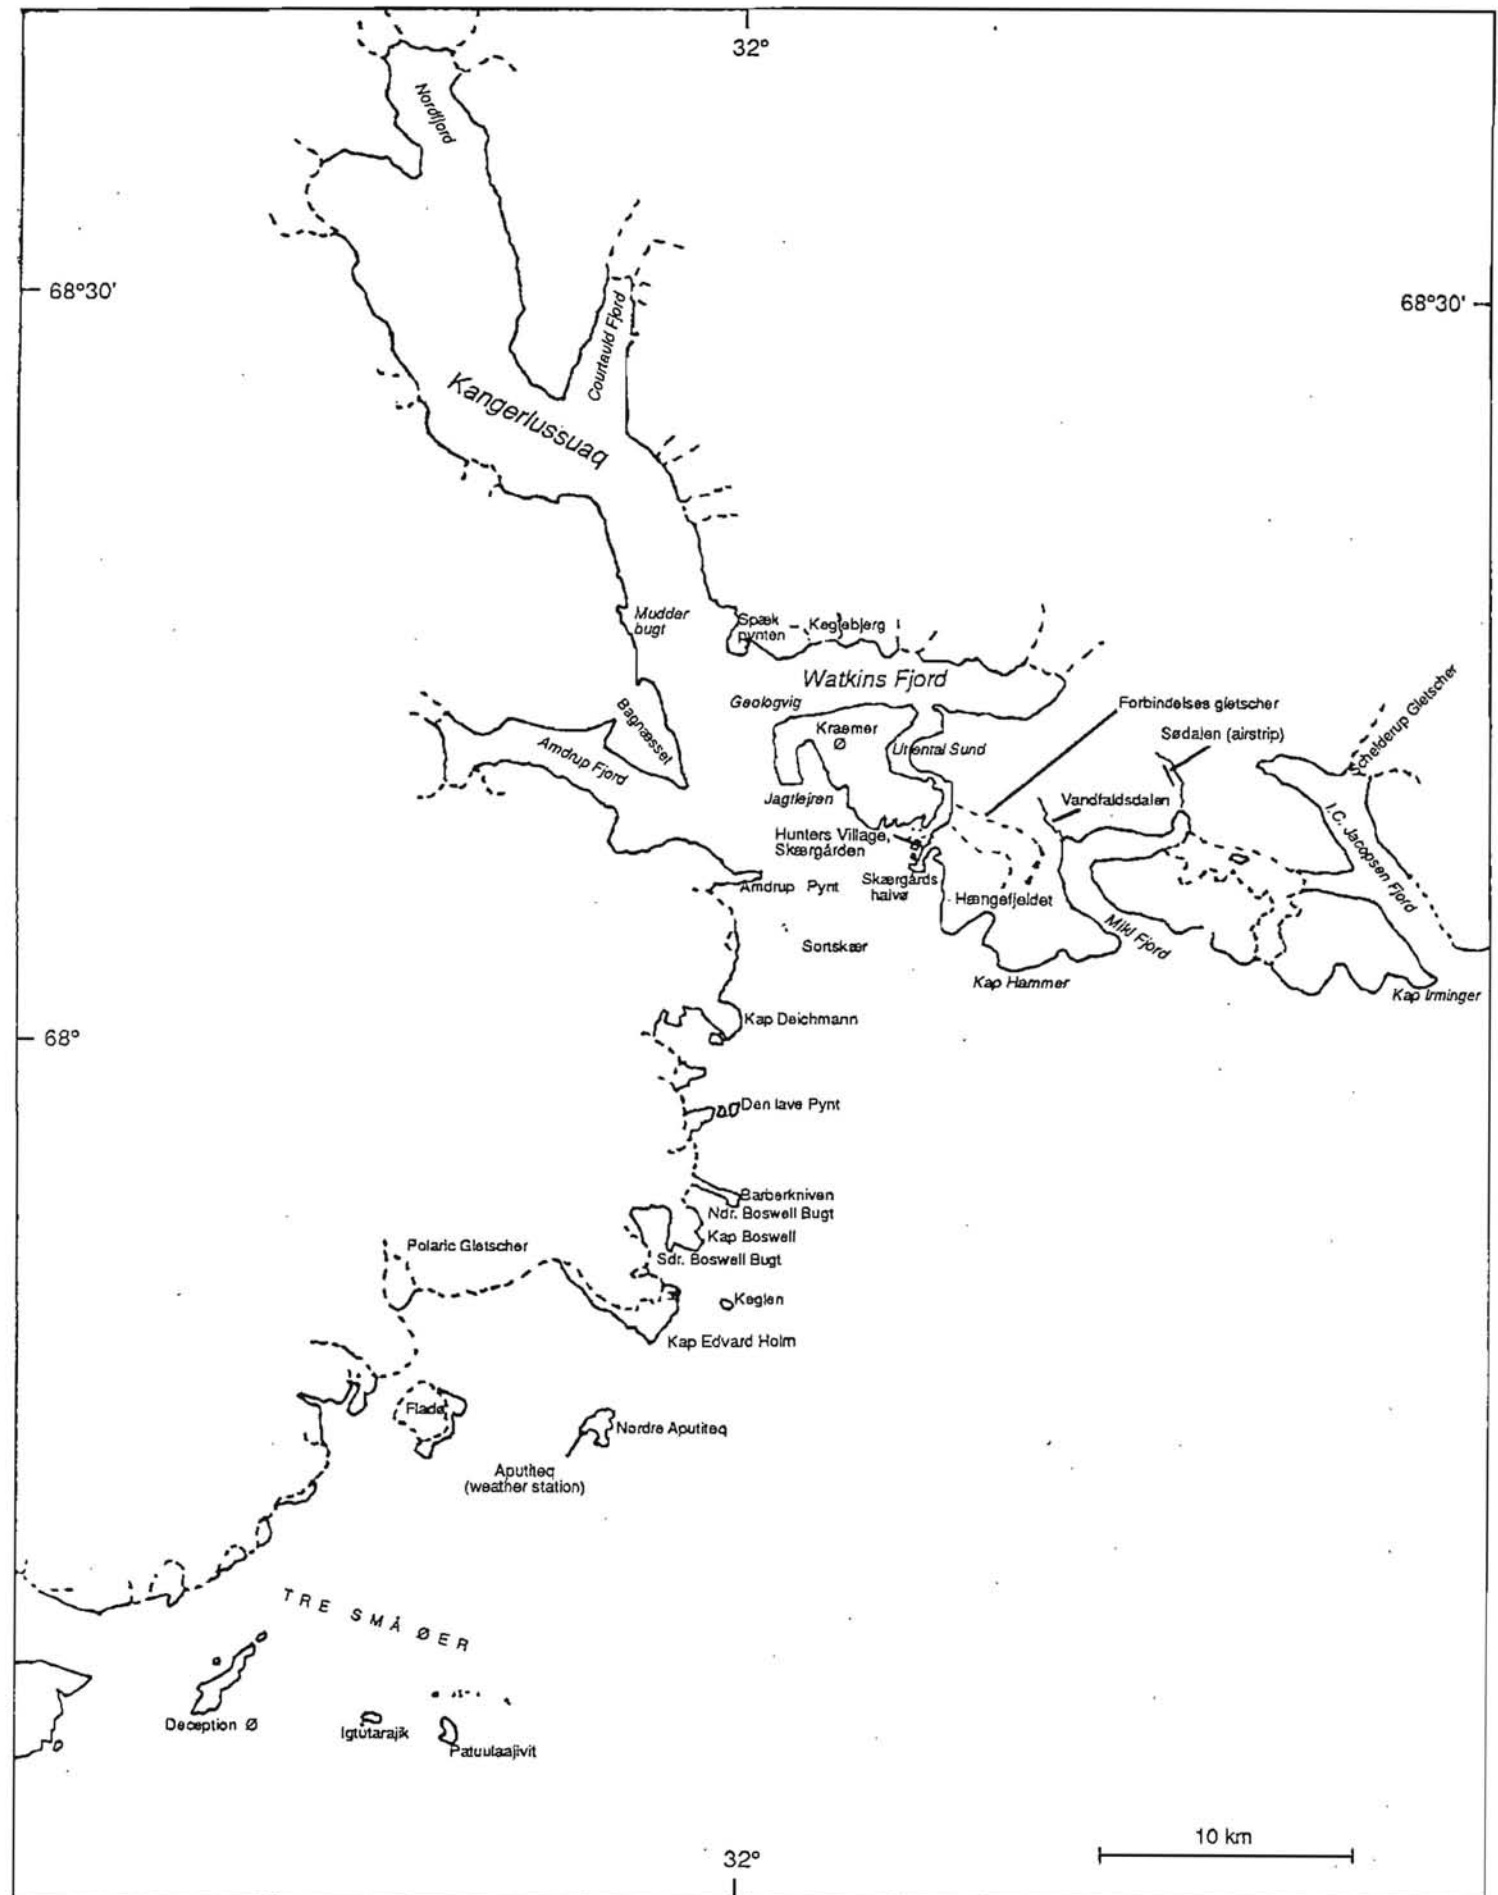 32°
Nordfjord
68°30'
68°30'
Courtauld Fjord
Kangerlussuaq
Mudder
bugt
Spæk
pynten
Keglebjerg
Watkins Fjord
Geologvig
Bagnæsset
Kraemer
Ø
Uttental Sund
Forbindelses gletscher
Sødalen (airstrip)
Schelderup Gletscher
Amdrup Fjord
Jagtlejren
Vandfaldsdalen
I.C. Jacobsen Fjord
Hunters Village,
Skærgården
Skærgårds
halvø
Amdrup Pynt
Hængefjeldet
Mikl Fjord
Sortskær
Kap Hammer
Kap Irminger
Kap Deichmann
68°
Den lave Pynt
Barberkniven
Ndr. Boswell Bugt
Kap Boswell
Polaric Gletscher
Sdr. Boswell Bugt
Keglen
Kap Edvard Holm
Fladø
Nordre Aputiteq
Aputiteq
(weather station)
TRE SMÅ ØER
Deception Ø
Igtutarajik
Patuulaajivit
10 km
32°